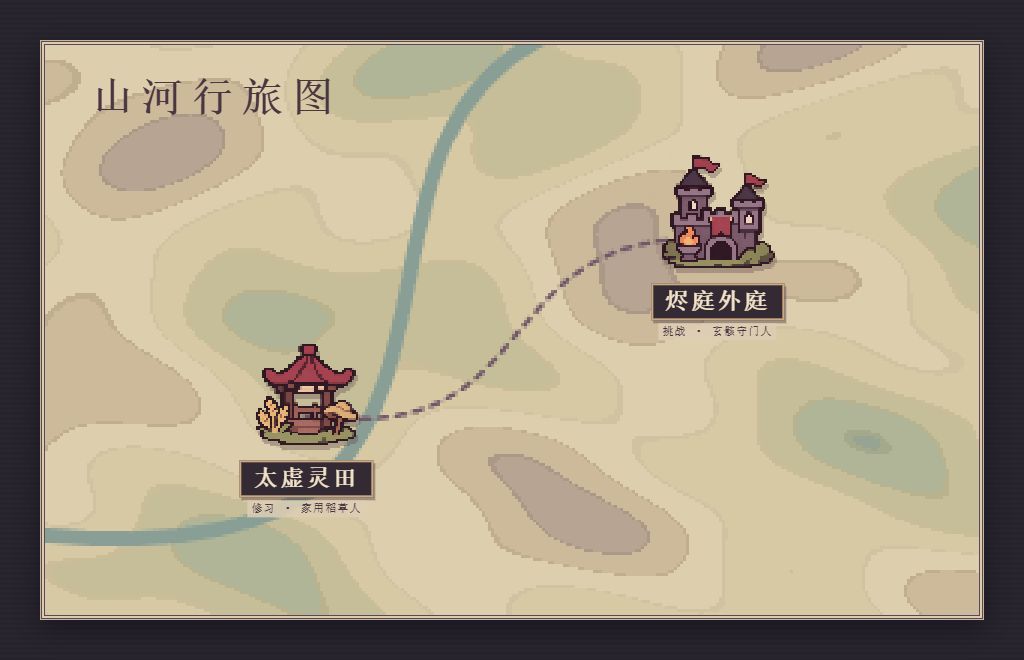 山河行旅图
烬庭外庭
挑战 · 玄骸守门人
太虚灵田
修习 · 家用稻草人